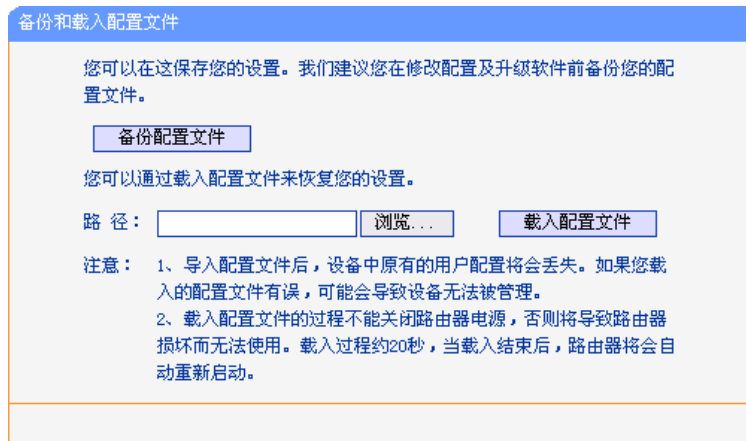 备份和载入配置文件
您可以在这保存您的设置。我们建议您在修改配置及升级软件前备份您的配
置文件。
备份配置文件
您可以通过载入配置文件来恢复您的设置。
路 径： 浏览... 载入配置文件
注意： 1、导入配置文件后，设备中原有的用户配置将会丢失。如果您载
入的配置文件有误，可能会导致设备无法被管理。
2、载入配置文件的过程不能关闭路由器电源，否则将导致路由器
损坏而无法使用。载入过程约20秒，当载入结束后，路由器将会自
动重新启动。